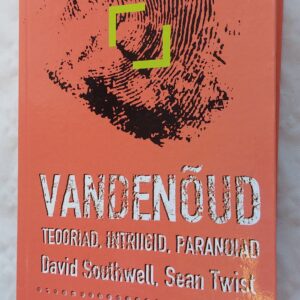 VANDENÕUD
TEOORIAD, INTRIIGID, PARANOIAD
David Southwell, Sean Twist